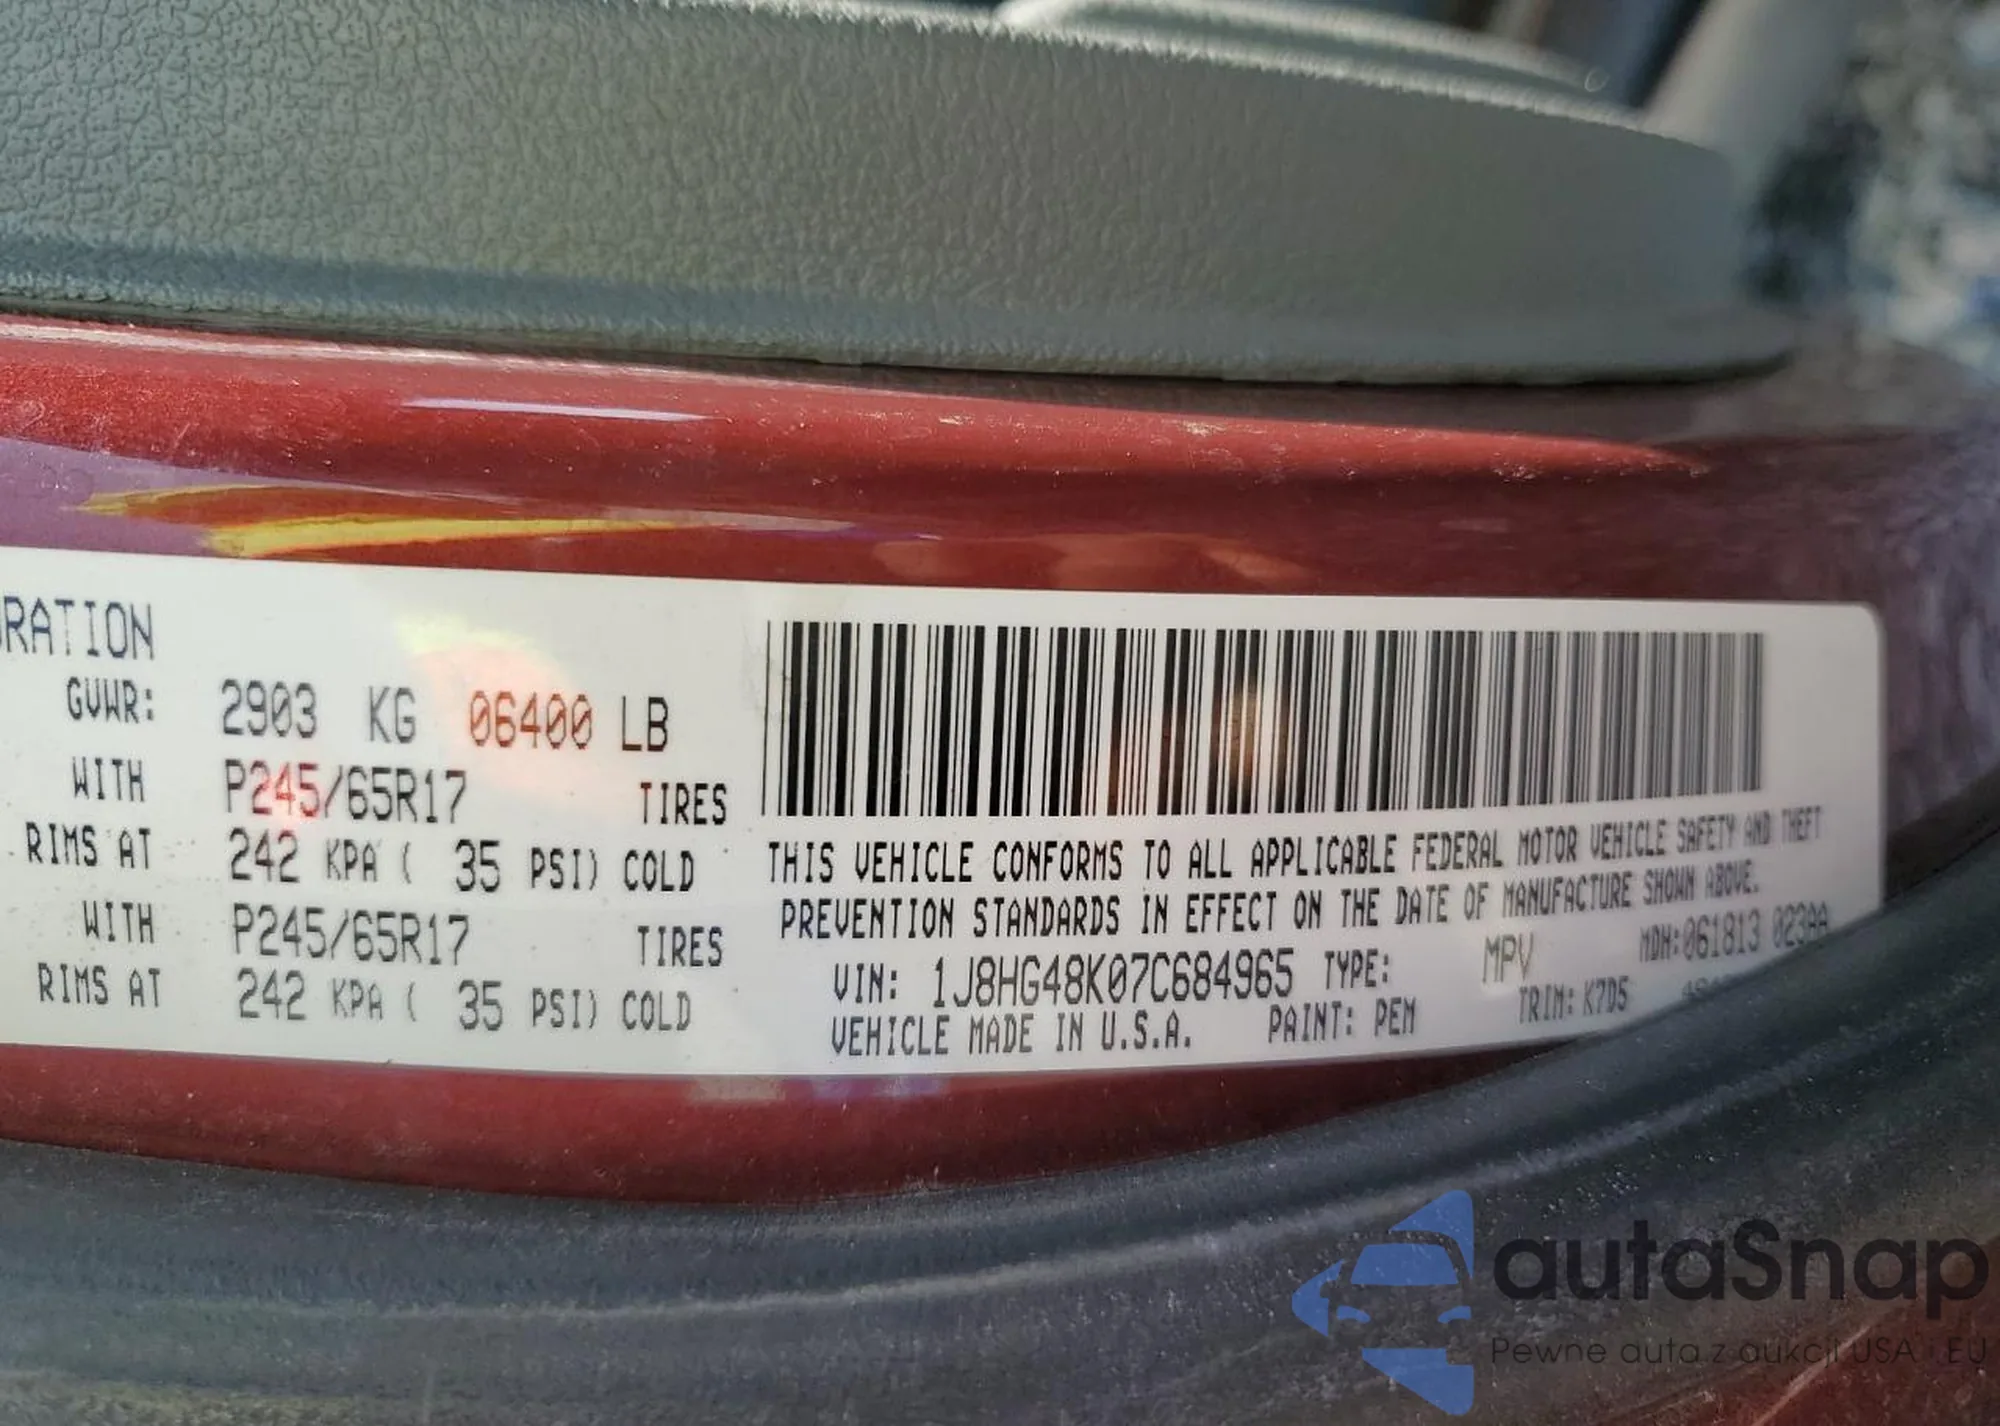 RATION
GVWR: 2903 KG 06400 LB
WITH P245/65R17 TIRES
RIMS AT 242 KPA ( 35 PSI) COLD
WITH P245/65R17 TIRES
RIMS AT 242 KPA ( 35 PSI) COLD
THIS VEHICLE CONFORMS TO ALL APPLICABLE FEDERAL MOTOR VEHICLE SAFETY AND THEFT
PREVENTION STANDARDS IN EFFECT ON THE DATE OF MANUFACTURE SHOWN ABOVE.
VIN: 1J8HG48K07C684965 TYPE: MPV MDH:061813 023AA
VEHICLE MADE IN U.S.A. PAINT: PEM TRIM: K7D5
autaSnap
Pewne auta z aukcji USA i EU